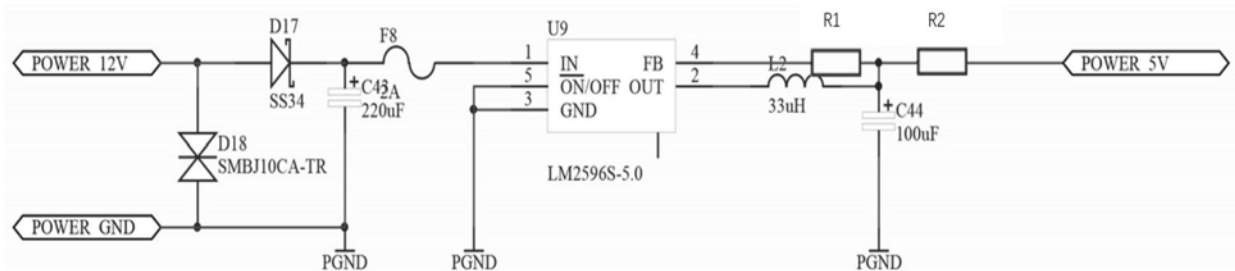 D17
R1
R2
POWER 12V
F8
U9
1
IN
FB
4
L2
POWER 5V
SS34
C43
2A
220uF
5
ON/OFF
OUT
2
33uH
3
GND
C44
100uF
D18
SMBJ10CA-TR
LM2596S-5.0
POWER GND
PGND
PGND
PGND